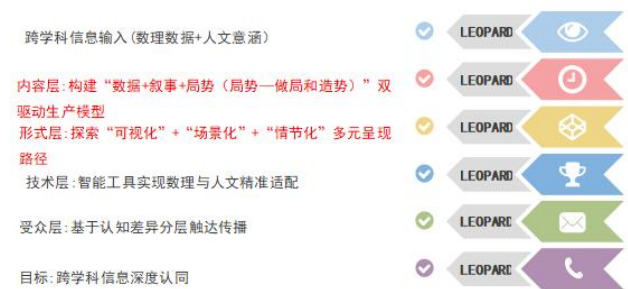 跨学科信息输入(数理数据+人文意涵)
LEOPARD
内容层:构建“数据+叙事+局势(局势—做局和造势)”双
驱动生产模型
LEOPARD
形式层:探索“可视化”+“场景化”+“情节化”多元呈现
路径
LEOPARD
技术层:智能工具实现数理与人文精准适配
LEOPARD
受众层:基于认知差异分层触达传播
LEOPARD
目标:跨学科信息深度认同
LEOPARD